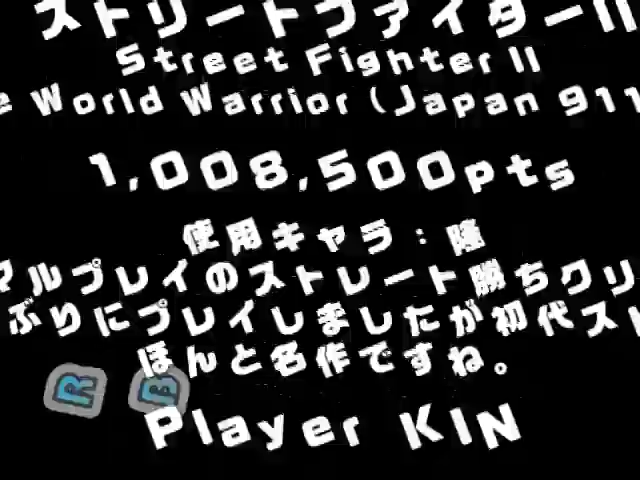 ストリートファイターII
Street Fighter II
e World Warrior (Japan 911
1,008,500pts
使用キャラ:隆
マルプレイのストレート勝ちクリ
ぶりにプレイしましたが初代スト
ほんと名作ですね。
R B
Player KIN